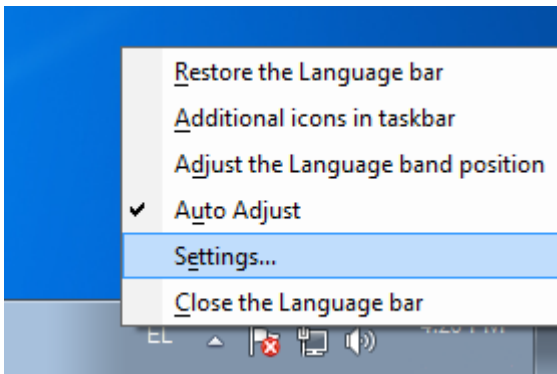 Restore the Language bar
Additional icons in taskbar
Adjust the Language band position
Auto Adjust
Settings...
Close the Language bar
EL